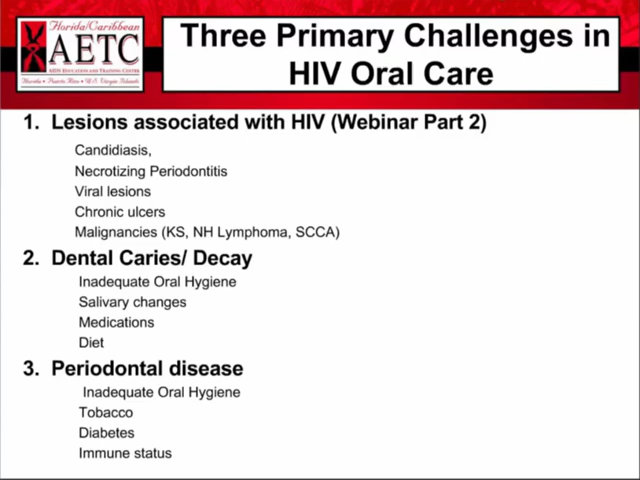 Florida/Caribbean
AETC
AIDS EDUCATION AND TRAINING CENTER
Florida • Puerto Rico • U.S. Virgin Islands
Three Primary Challenges in
HIV Oral Care
1. Lesions associated with HIV (Webinar Part 2)
Candidiasis,
Necrotizing Periodontitis
Viral lesions
Chronic ulcers
Malignancies (KS, NH Lymphoma, SCCA)
2. Dental Caries/ Decay
Inadequate Oral Hygiene
Salivary changes
Medications
Diet
3. Periodontal disease
Inadequate Oral Hygiene
Tobacco
Diabetes
Immune status